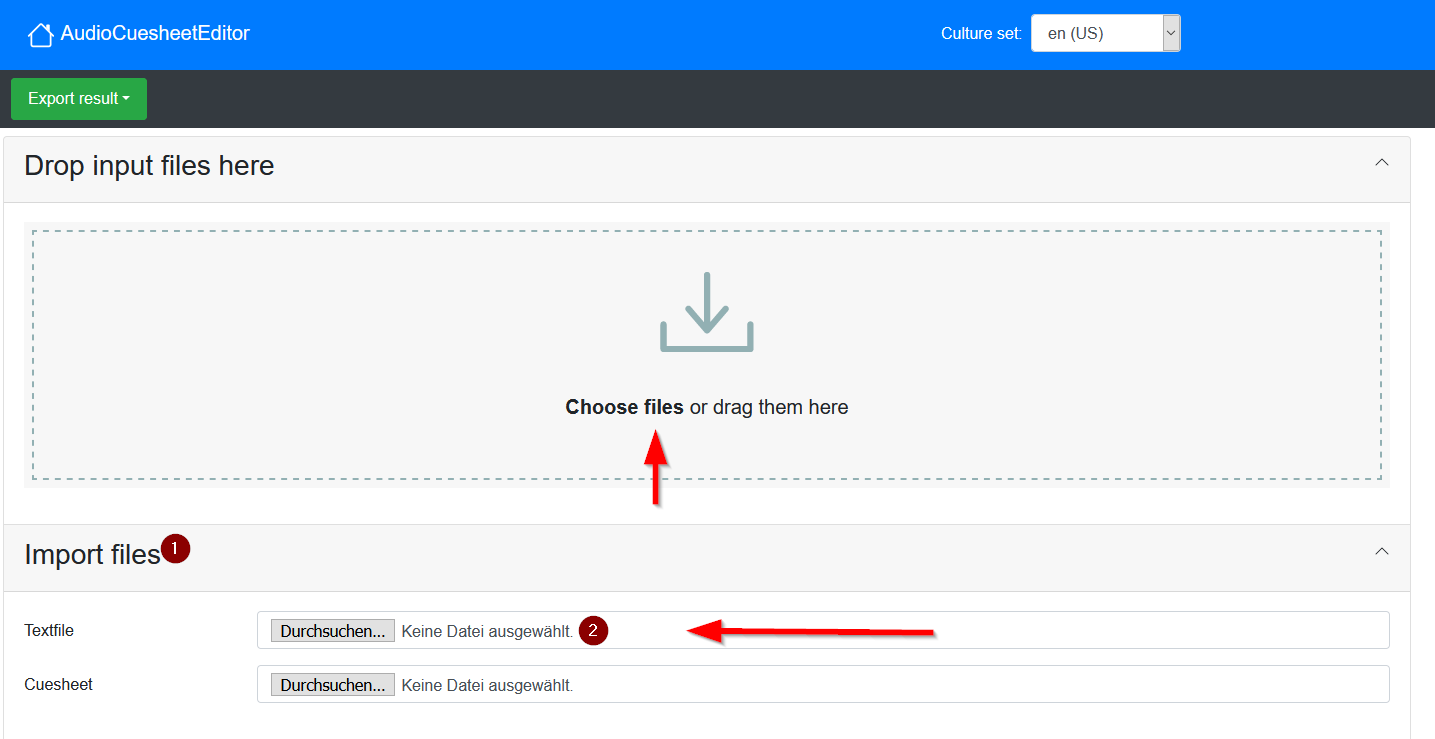 AudioCuesheetEditor
Culture set: en (US)
Export result
Drop input files here
Choose files or drag them here
Import files 1
Textfile
Durchsuchen... Keine Datei ausgewählt. 2
Cuesheet
Durchsuchen... Keine Datei ausgewählt.